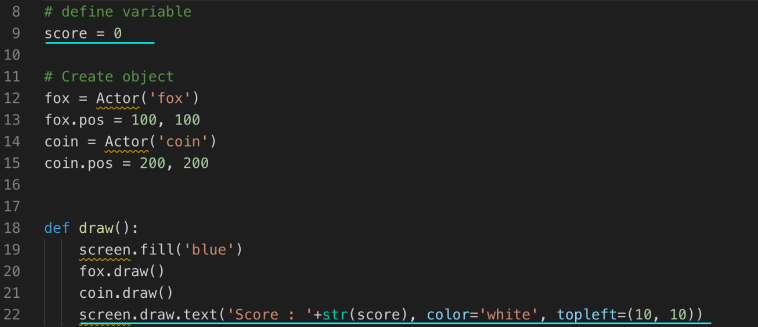 8 # define variable
9 score = 0
10
11 # Create object
12 fox = Actor('fox')
13 fox.pos = 100, 100
14 coin = Actor('coin')
15 coin.pos = 200, 200
16
17
18 def draw():
19     screen.fill('blue')
20     fox.draw()
21     coin.draw()
22     screen.draw.text('Score : '+str(score), color='white', topleft=(10, 10))